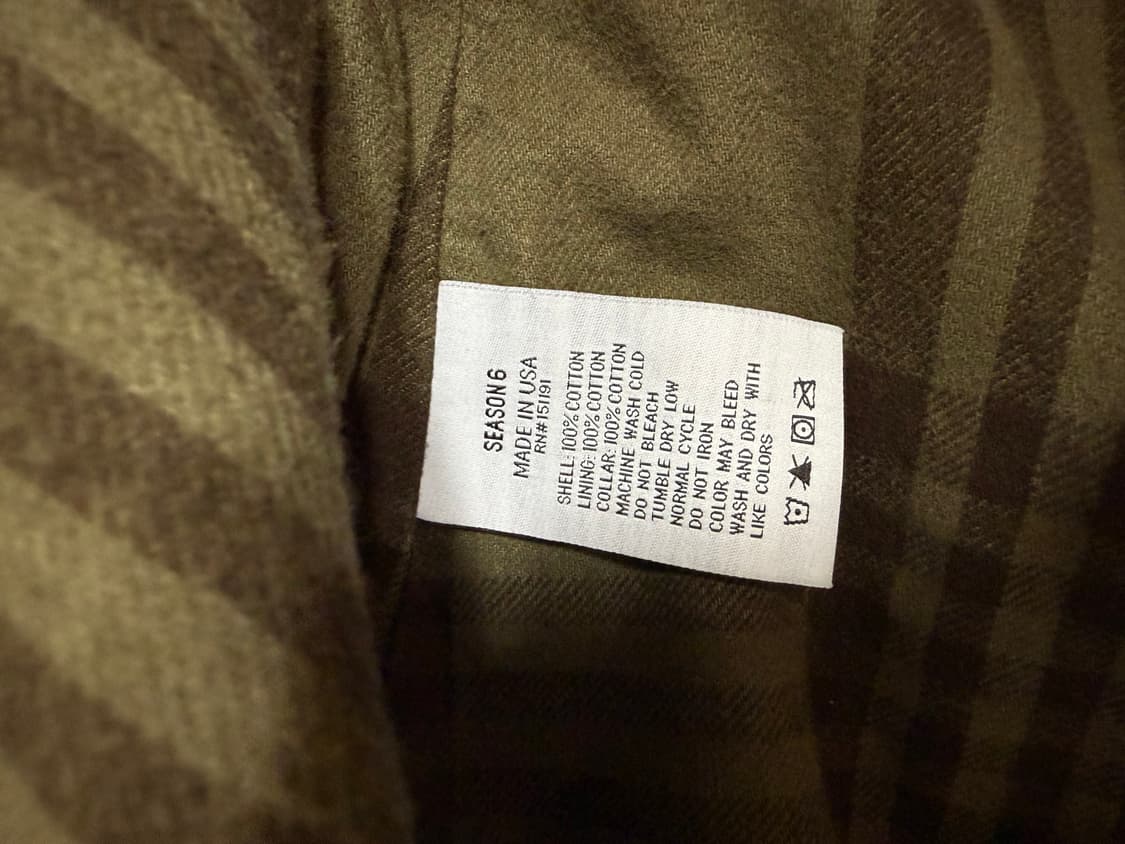 SEASON 6
MADE IN USA
RN#151191
SHELL: 100% COTTON
LINING: 100% COTTON
COLLAR: 100% COTTON
MACHINE WASH COLD
DO NOT BLEACH
TUMBLE DRY LOW
NORMAL CYCLE
DO NOT IRON
COLOR MAY BLEED
WASH AND DRY WITH
LIKE COLORS